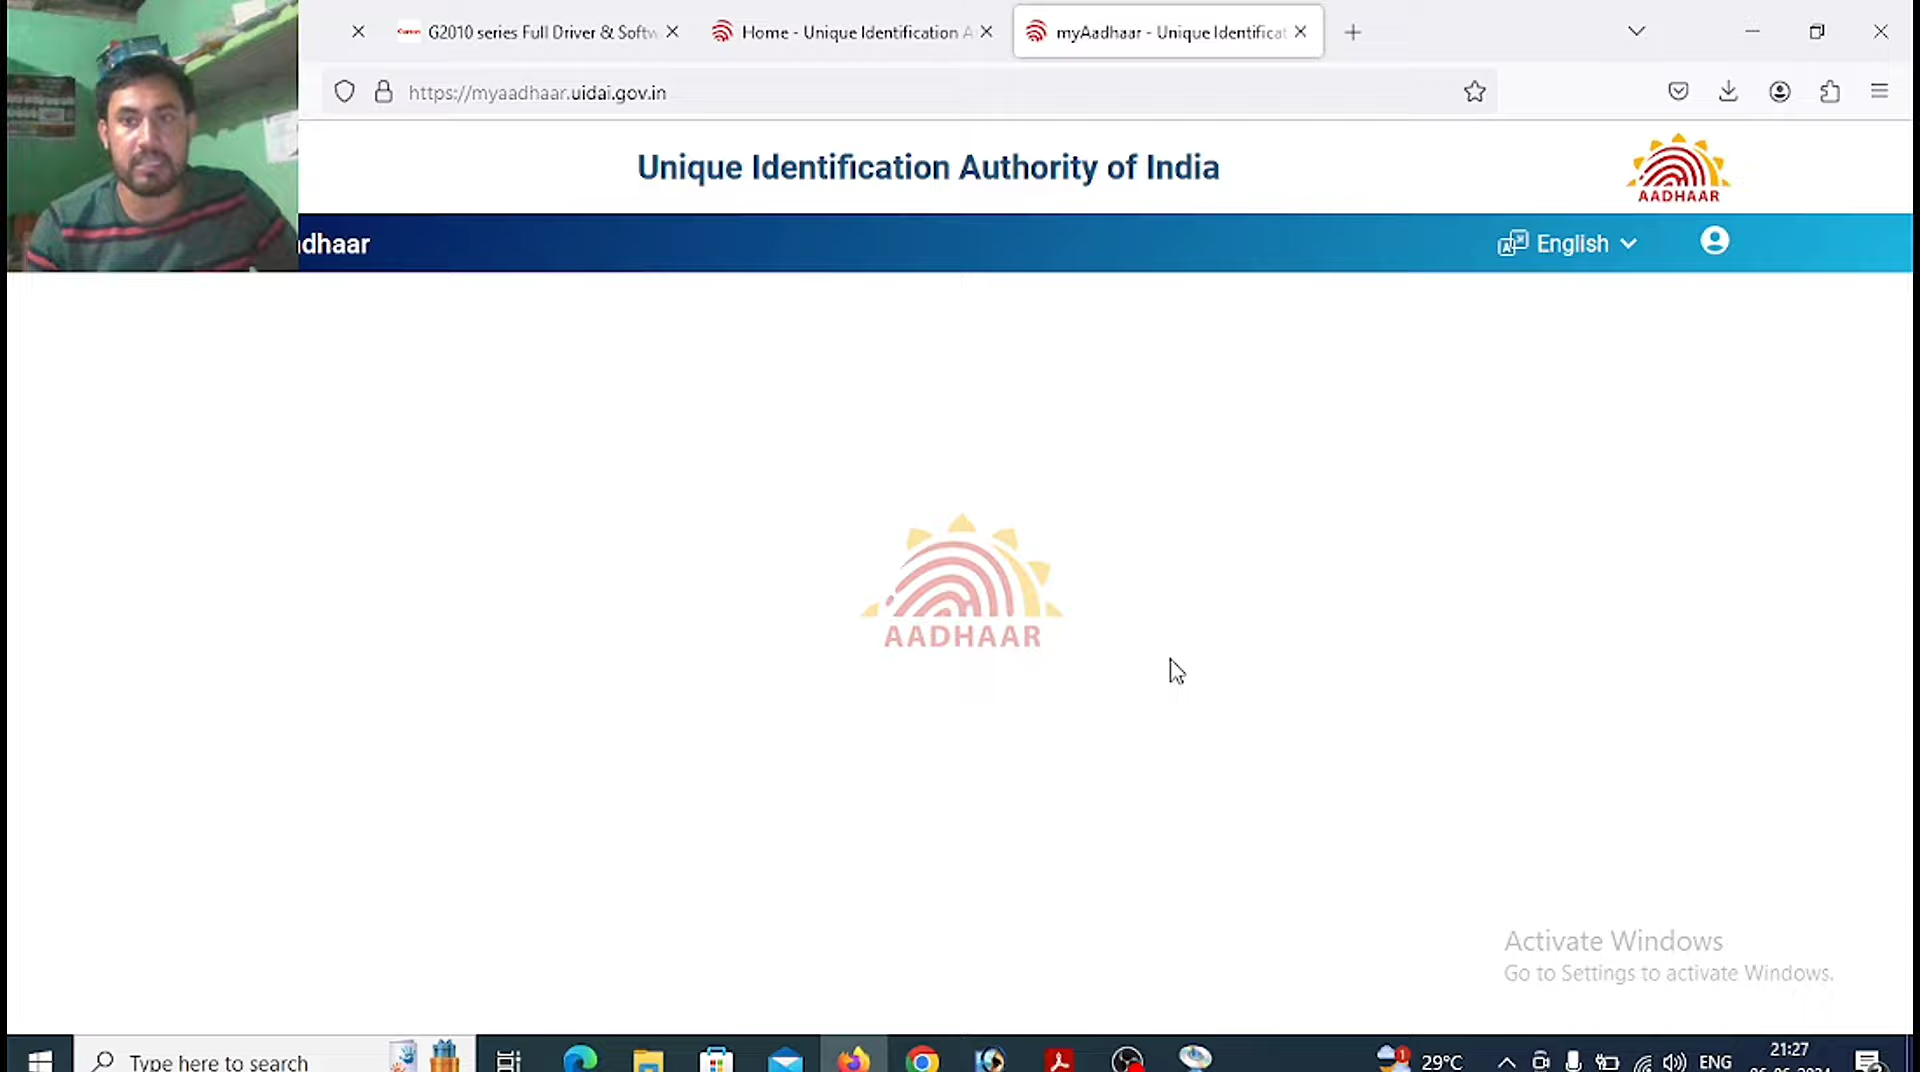 G2010 series Full Driver & Softw
Home - Unique Identification A
myAadhaar - Unique Identificat
https://myaadhaar.uidai.gov.in
Unique Identification Authority of India
AADHAAR
adhaar
English
AADHAAR
Activate Windows
Go to Settings to activate Windows.
Type here to search
1
29°C
ENG
21:27